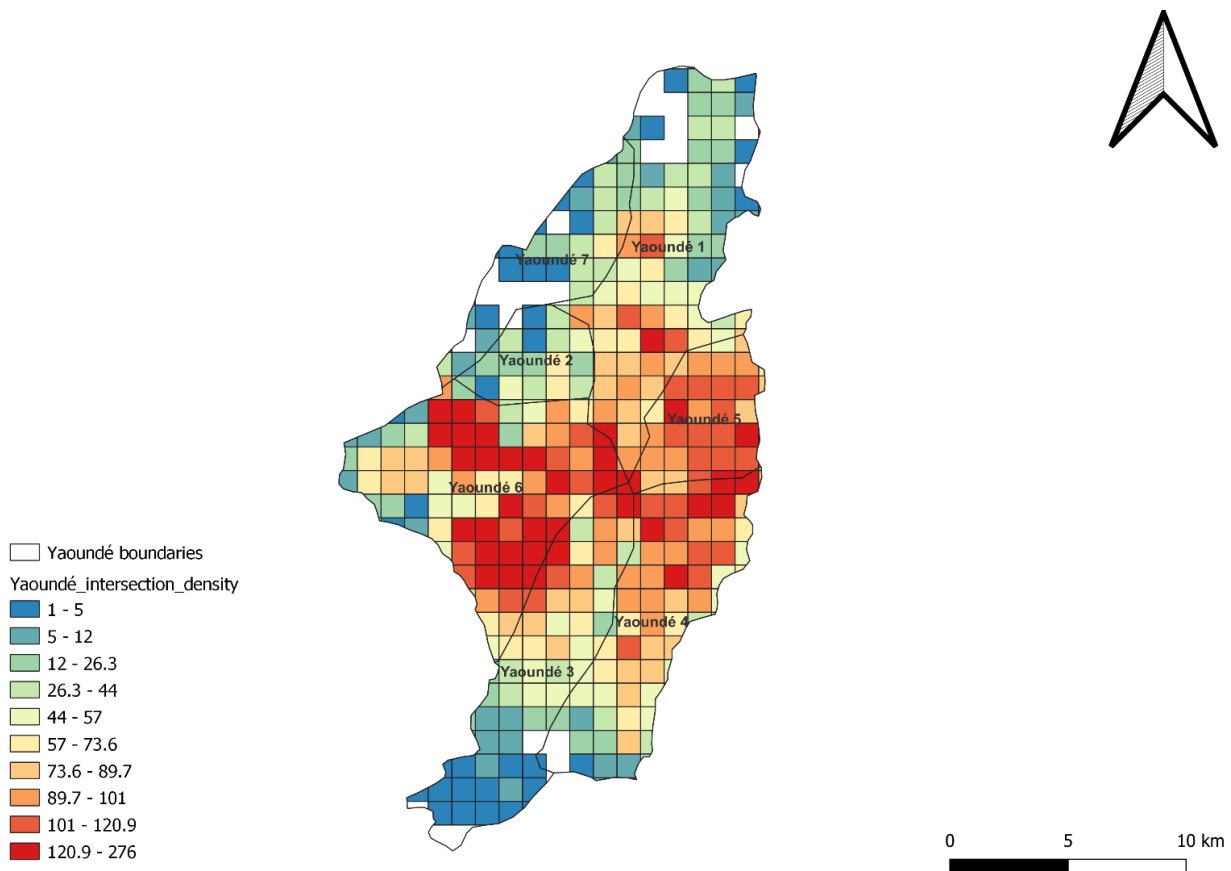 Yaoundé 1
Yaoundé 7
Yaoundé 2
Yaoundé 5
Yaoundé 6
Yaoundé 4
Yaoundé 3
Yaoundé boundaries
Yaoundé_intersection_density
1 - 5
5 - 12
12 - 26.3
26.3 - 44
44 - 57
57 - 73.6
73.6 - 89.7
89.7 - 101
101 - 120.9
120.9 - 276
0 5 10 km